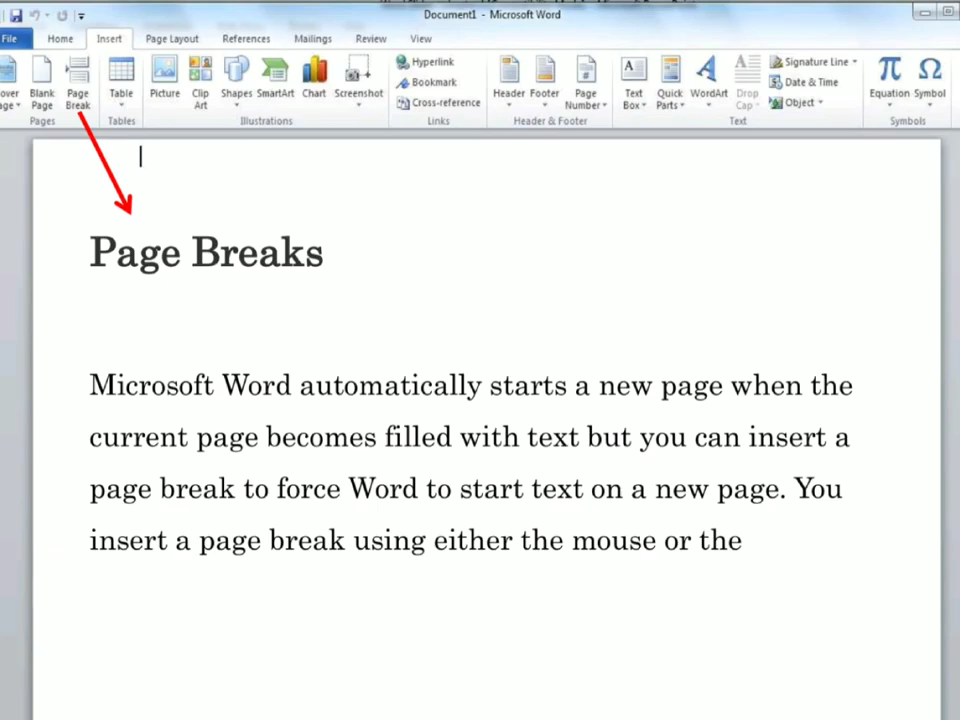 Document1 - Microsoft Word
File Home Insert Page Layout References Mailings Review View
over Blank Page Table Picture Clip Shapes SmartArt Chart Screenshot Hyperlink Bookmark Cross-reference Header Footer Page Text Quick WordArt Drop Signature Line Date & Time Object Equation Symbol
age Page Break Art Number Box Parts Cap
Pages Tables Illustrations Links Header & Footer Text Symbols
Page Breaks
Microsoft Word automatically starts a new page when the
current page becomes filled with text but you can insert a
page break to force Word to start text on a new page. You
insert a page break using either the mouse or the